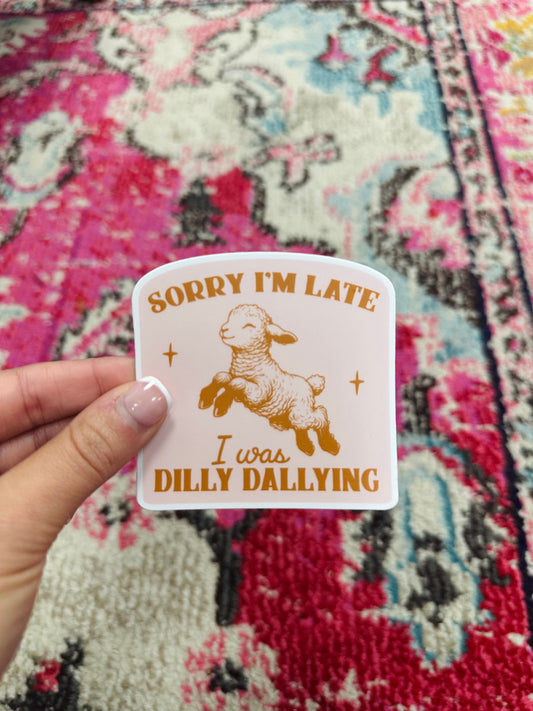 SORRY I'M LATE
I was
DILLY DALLYING